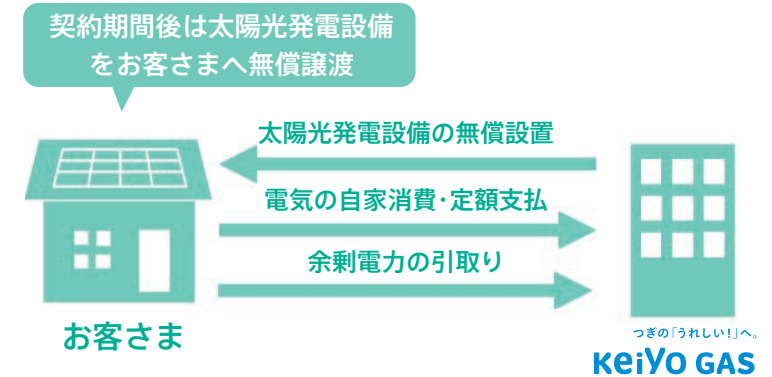 契約期間後は太陽光発電設備
をお客さまへ無償譲渡
太陽光発電設備の無償設置
電気の自家消費・定額支払
余剰電力の引取り
お客さま
つぎの「うれしい！」へ。
KeiYO GAS